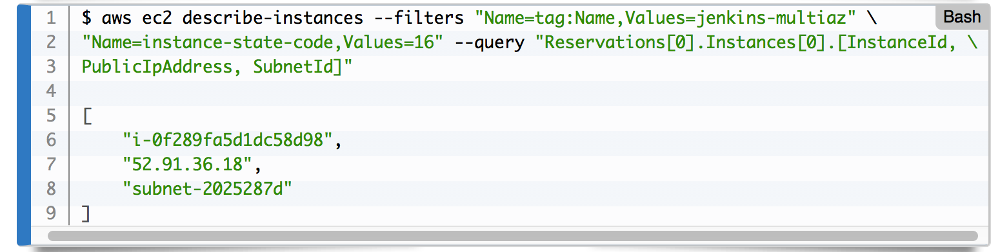 Bash
1 $ aws ec2 describe-instances --filters "Name=tag:Name,Values=jenkins-multiaz" \
2 "Name=instance-state-code,Values=16" --query "Reservations[0].Instances[0].[InstanceId, \
3 PublicIpAddress, SubnetId]"
4
5 [
6     "i-0f289fa5d1dc58d98",
7     "52.91.36.18",
8     "subnet-2025287d"
9 ]